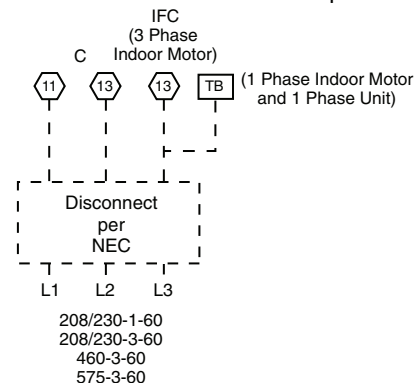 IFC
(3 Phase
Indoor Motor)
C
11 13 13 TB
(1 Phase Indoor Motor
and 1 Phase Unit)
Disconnect
per
NEC
L1 L2 L3
208/230-1-60
208/230-3-60
460-3-60
575-3-60